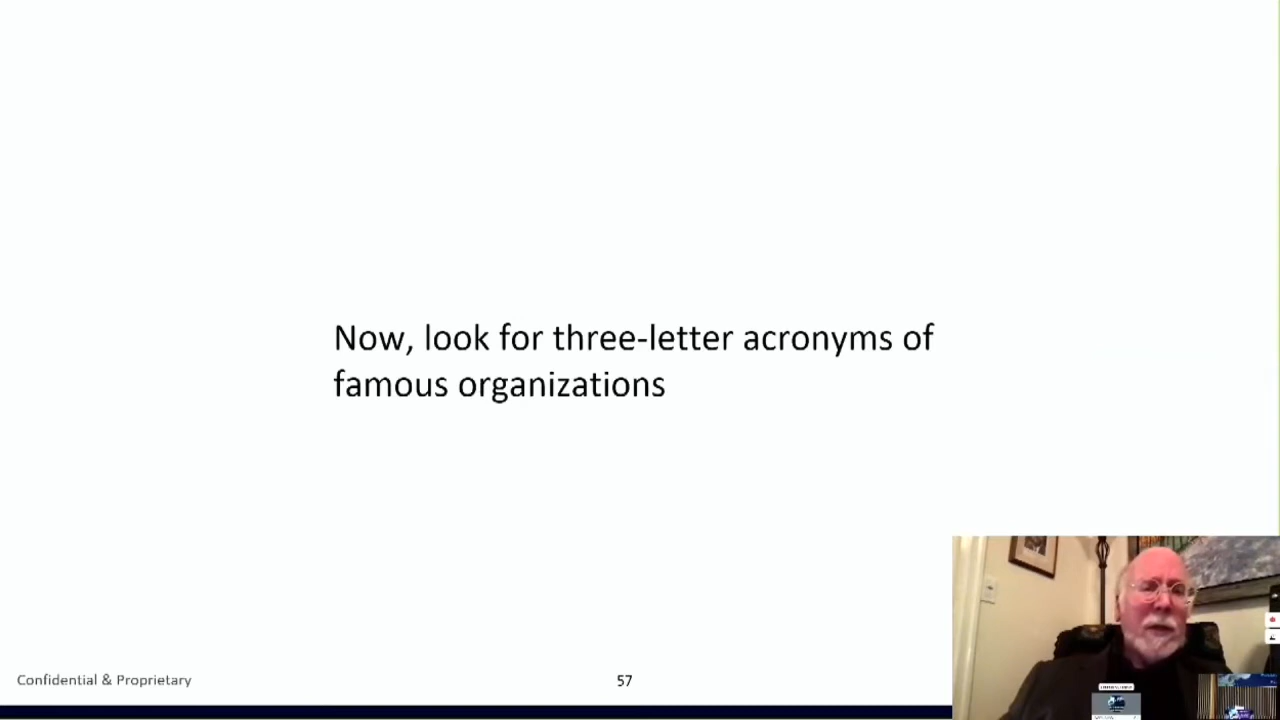 Now, look for three-letter acronyms of
famous organizations
Confidential & Proprietary
57